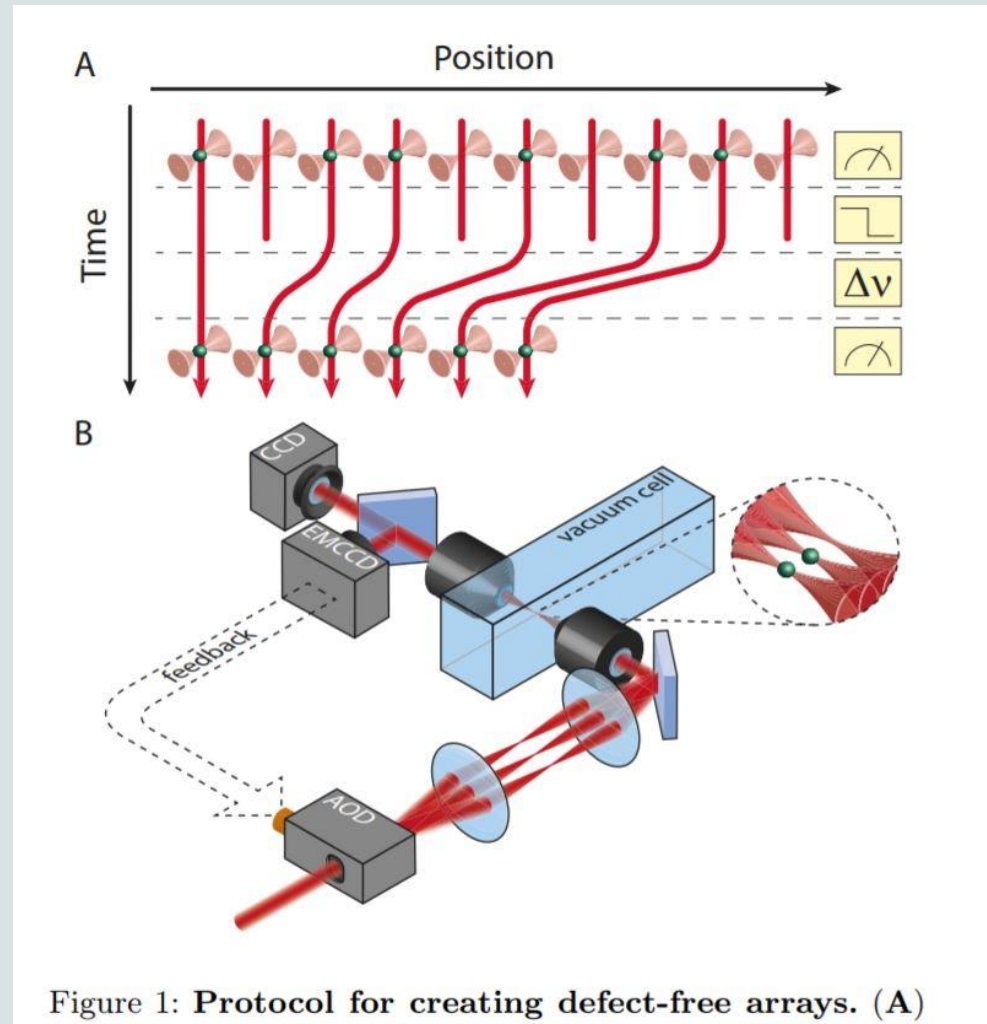 A
Position
Time
Δν
B
CCD
EMCCD
vacuum cell
feedback
AOD
Figure 1: Protocol for creating defect-free arrays. (A)